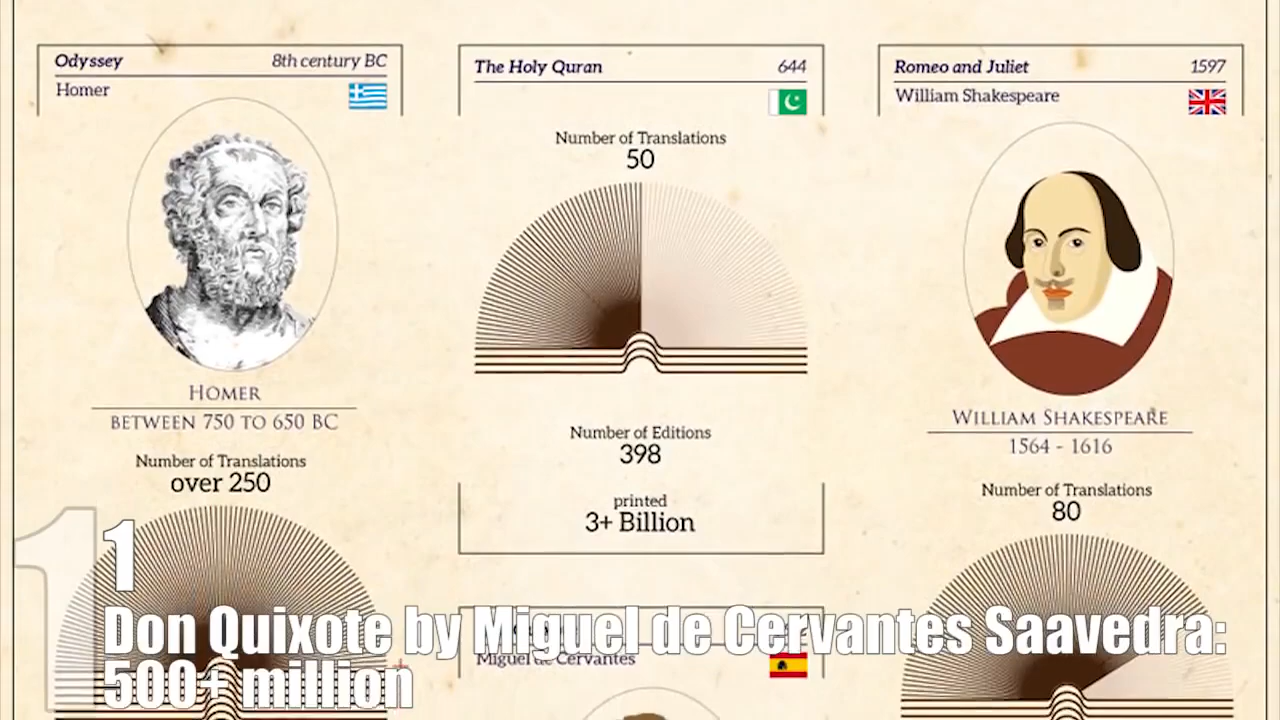 Odyssey 8th century BC
Homer
HOMER
BETWEEN 750 TO 650 BC
Number of Translations
over 250
The Holy Quran 644
Number of Translations
50
Number of Editions
398
printed
3+ Billion
Miguel de Cervantes
Romeo and Juliet 1597
William Shakespeare
WILLIAM SHAKESPEARE
1564 - 1616
Number of Translations
80
1
1
Don Quixote by Miguel de Cervantes Saavedra:
500+ million